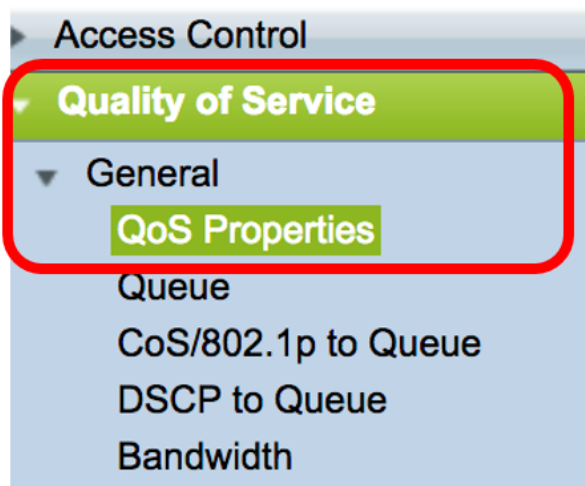 Access Control
Quality of Service
General
QoS Properties
Queue
CoS/802.1p to Queue
DSCP to Queue
Bandwidth